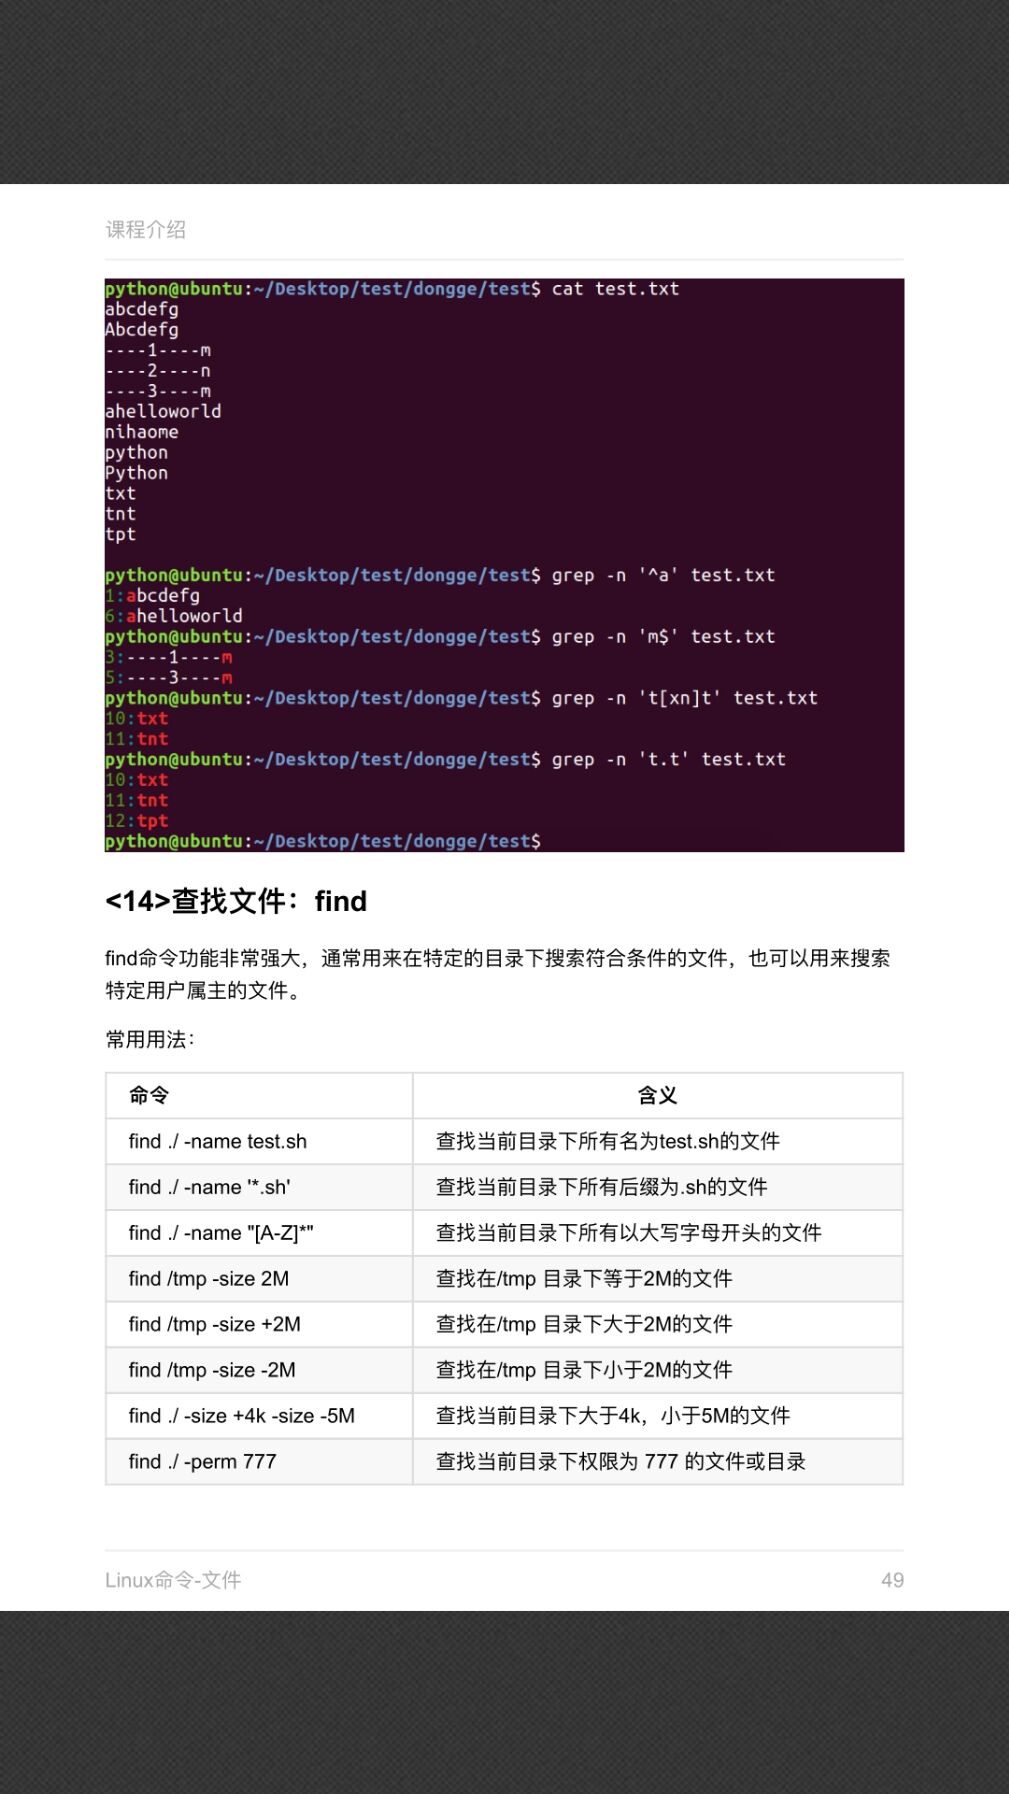 课程介绍
python@ubuntu:~/Desktop/test/dongge/test$ cat test.txt
abcdefg
Abcdefg
----1----m
----2----n
----3----m
ahelloworld
nihaome
python
Python
txt
tnt
tpt
python@ubuntu:~/Desktop/test/dongge/test$ grep -n '^a' test.txt
1:abcdefg
6:ahelloworld
python@ubuntu:~/Desktop/test/dongge/test$ grep -n 'm$' test.txt
3:----1----m
5:----3----m
python@ubuntu:~/Desktop/test/dongge/test$ grep -n 't[xn]t' test.txt
10:txt
11:tnt
python@ubuntu:~/Desktop/test/dongge/test$ grep -n 't.t' test.txt
10:txt
11:tnt
12:tpt
python@ubuntu:~/Desktop/test/dongge/test$
<14>查找文件：find
find命令功能非常强大，通常用来在特定的目录下搜索符合条件的文件，也可以用来搜索
特定用户属主的文件。
常用用法：
命令 含义
find ./ -name test.sh 查找当前目录下所有名为test.sh的文件
find ./ -name '*.sh' 查找当前目录下所有后缀为.sh的文件
find ./ -name "[A-Z]*" 查找当前目录下所有以大写字母开头的文件
find /tmp -size 2M 查找在/tmp 目录下等于2M的文件
find /tmp -size +2M 查找在/tmp 目录下大于2M的文件
find /tmp -size -2M 查找在/tmp 目录下小于2M的文件
find ./ -size +4k -size -5M 查找当前目录下大于4k，小于5M的文件
find ./ -perm 777 查找当前目录下权限为 777 的文件或目录
Linux命令-文件 49